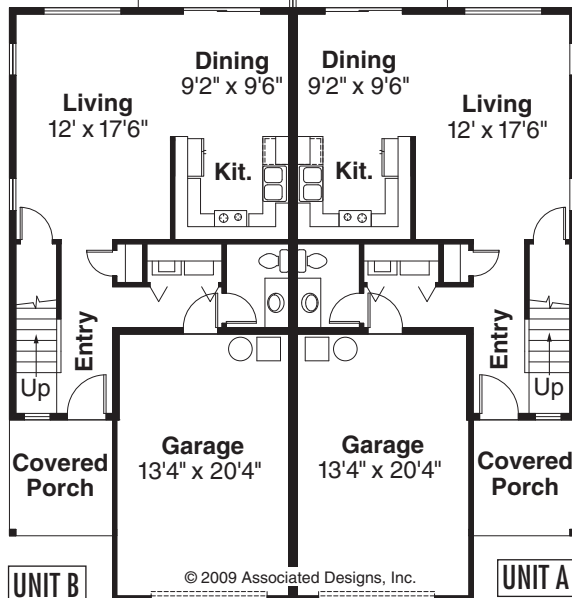 Dining
9'2" x 9'6"
Dining
9'2" x 9'6"
Living
12' x 17'6"
Living
12' x 17'6"
Kit.
Kit.
Entry
Entry
Up
Up
Covered
Porch
Garage
13'4" x 20'4"
Garage
13'4" x 20'4"
Covered
Porch
UNIT B
© 2009 Associated Designs, Inc.
UNIT A